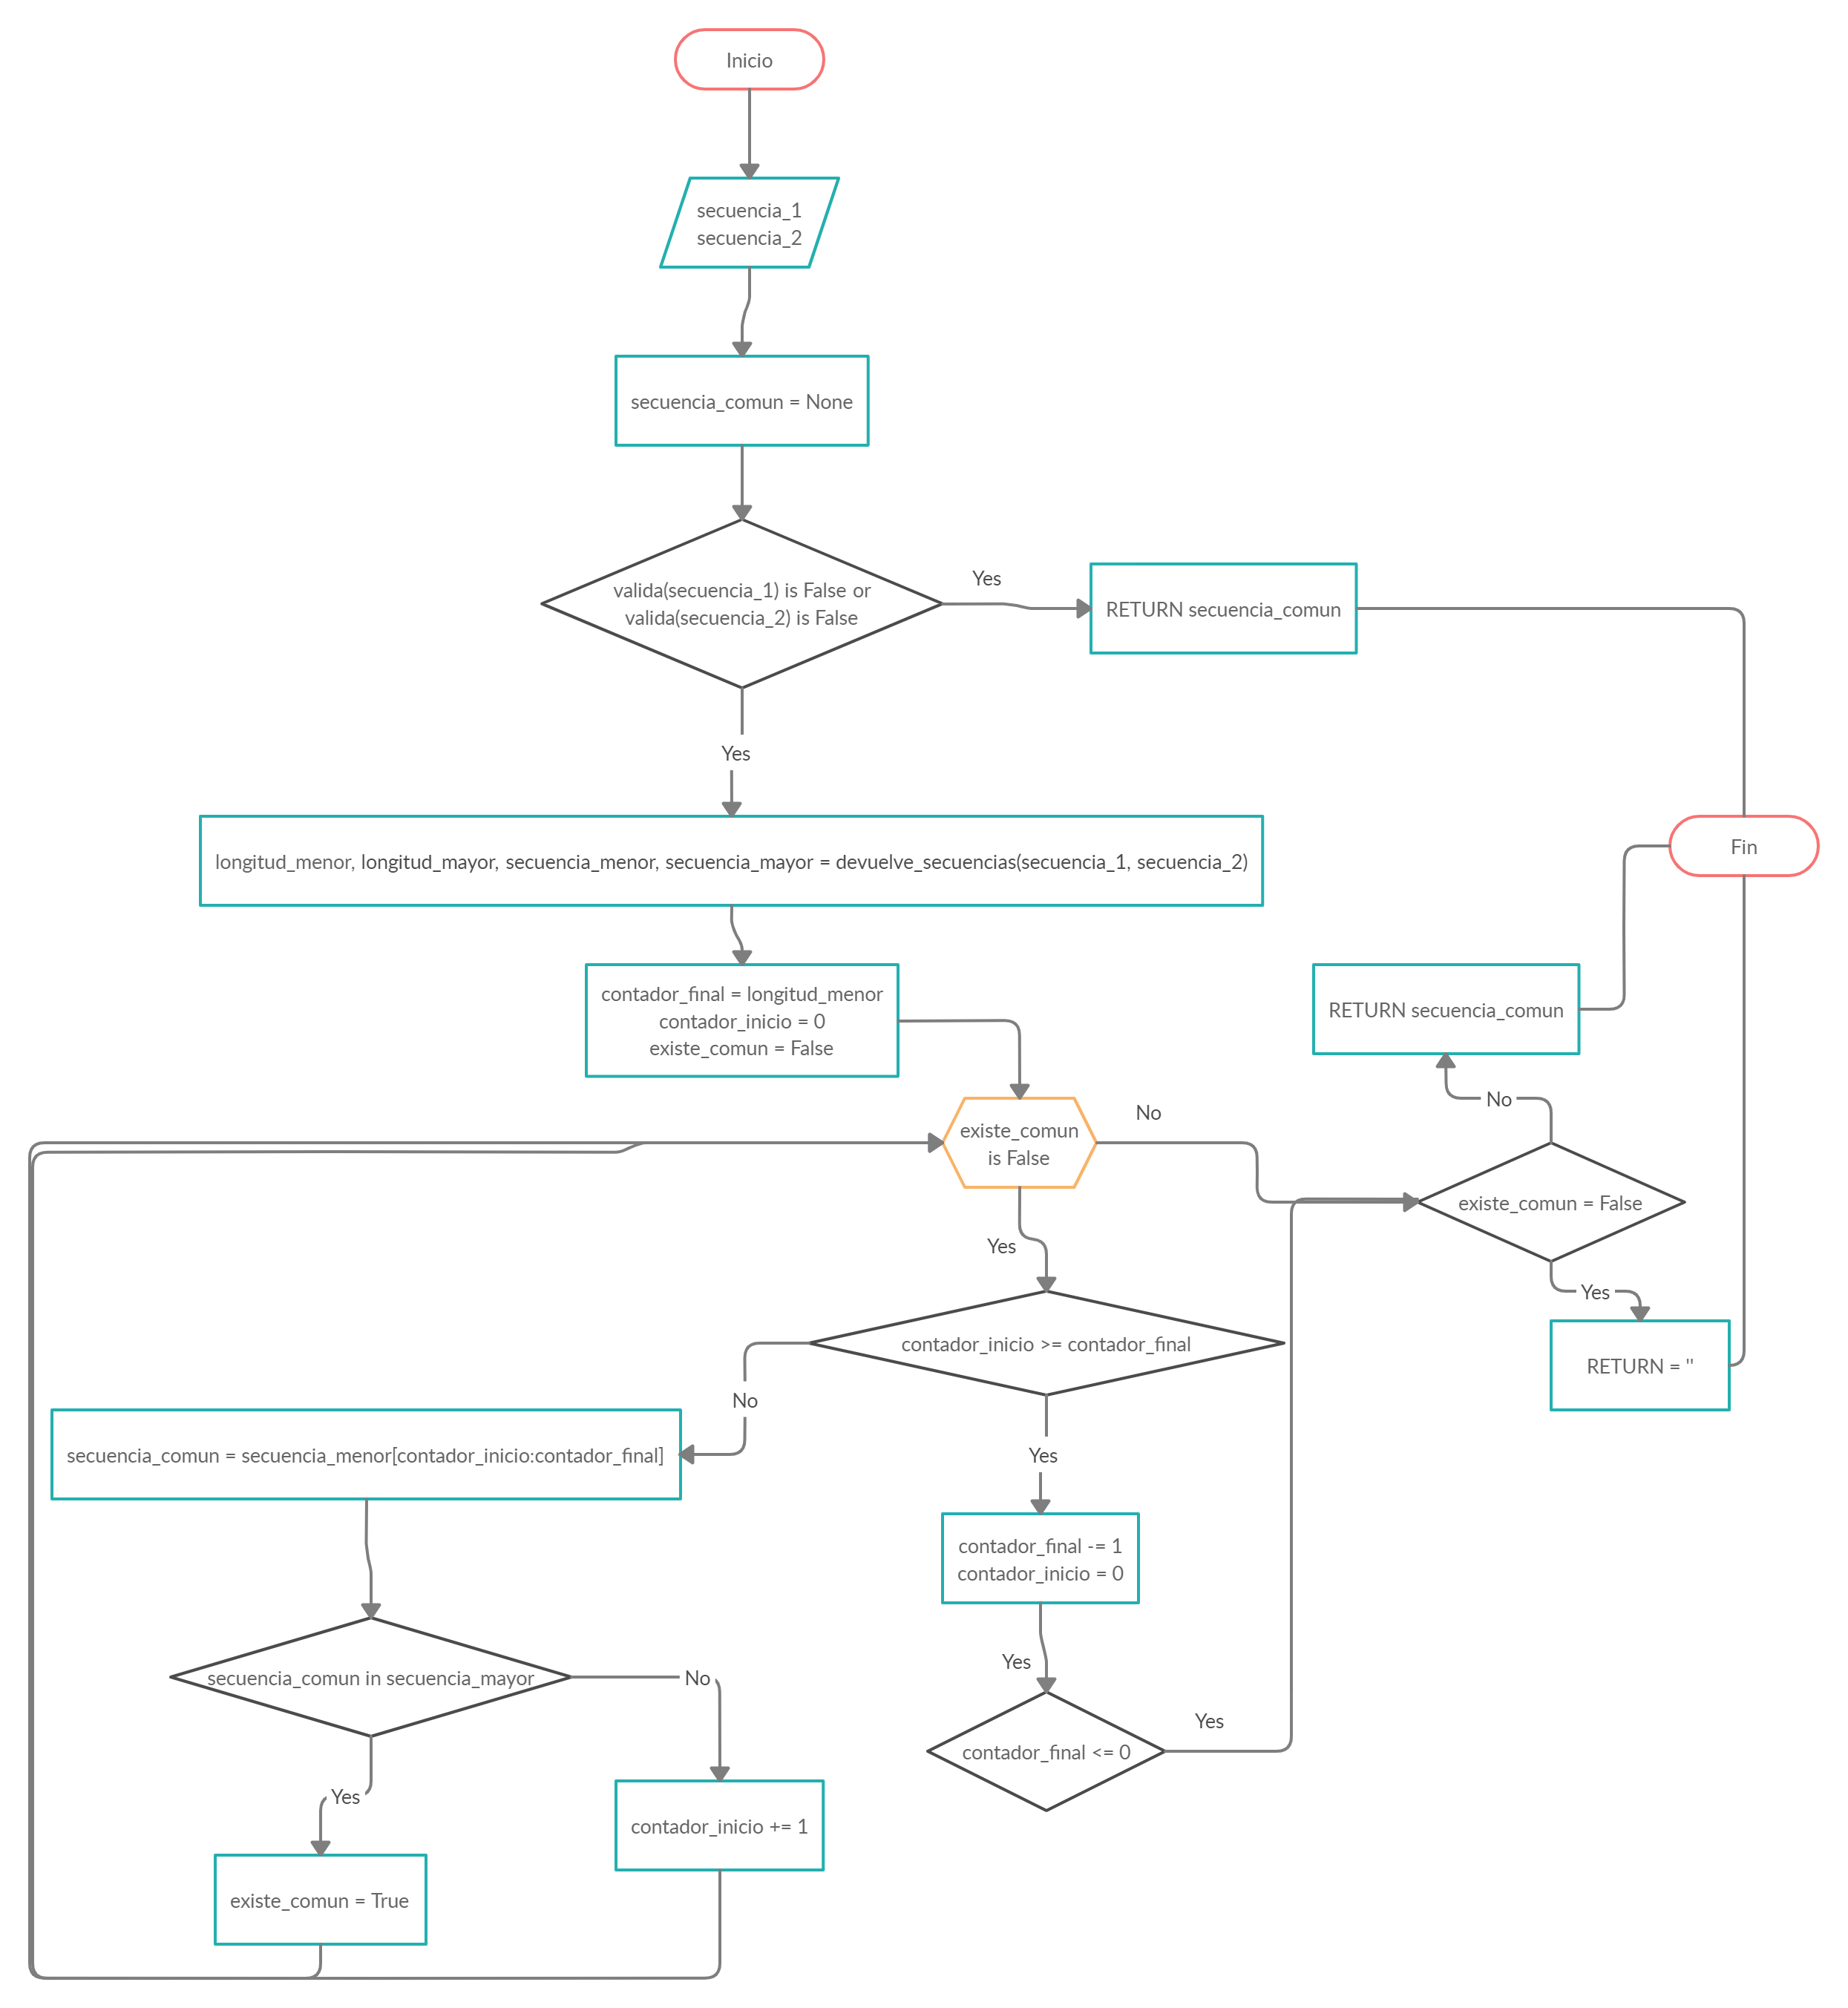 Inicio
secuencia_1
secuencia_2
secuencia_comun = None
valida(secuencia_1) is False or
valida(secuencia_2) is False
Yes
RETURN secuencia_comun
Yes
longitud_menor, longitud_mayor, secuencia_menor, secuencia_mayor = devuelve_secuencias(secuencia_1, secuencia_2)
Fin
contador_final = longitud_menor
contador_inicio = 0
existe_comun = False
RETURN secuencia_comun
No
No
existe_comun
is False
existe_comun = False
Yes
Yes
contador_inicio >= contador_final
RETURN = ''
No
Yes
secuencia_comun = secuencia_menor[contador_inicio:contador_final]
contador_final -= 1
contador_inicio = 0
Yes
secuencia_comun in secuencia_mayor
No
Yes
contador_final <= 0
Yes
contador_inicio += 1
existe_comun = True